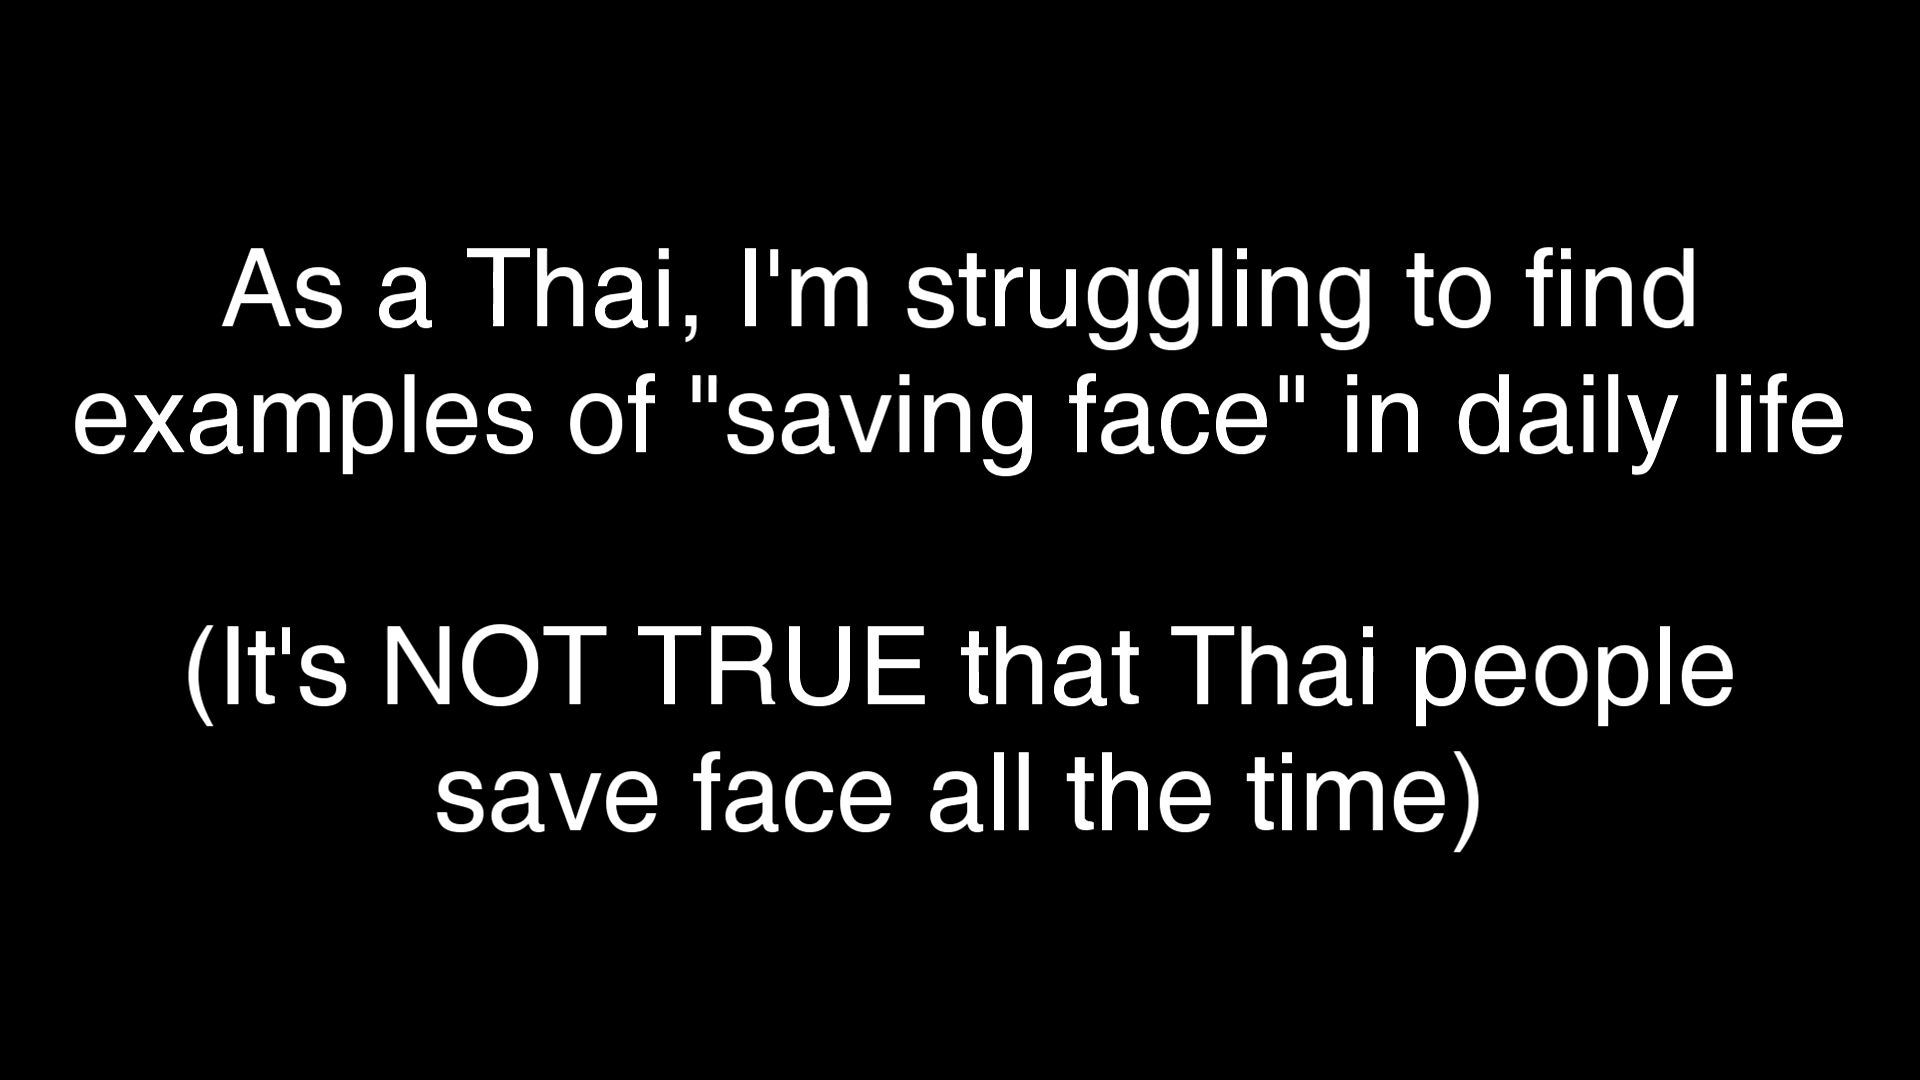 As a Thai, I'm struggling to find
examples of "saving face" in daily life
(It's NOT TRUE that Thai people
save face all the time)